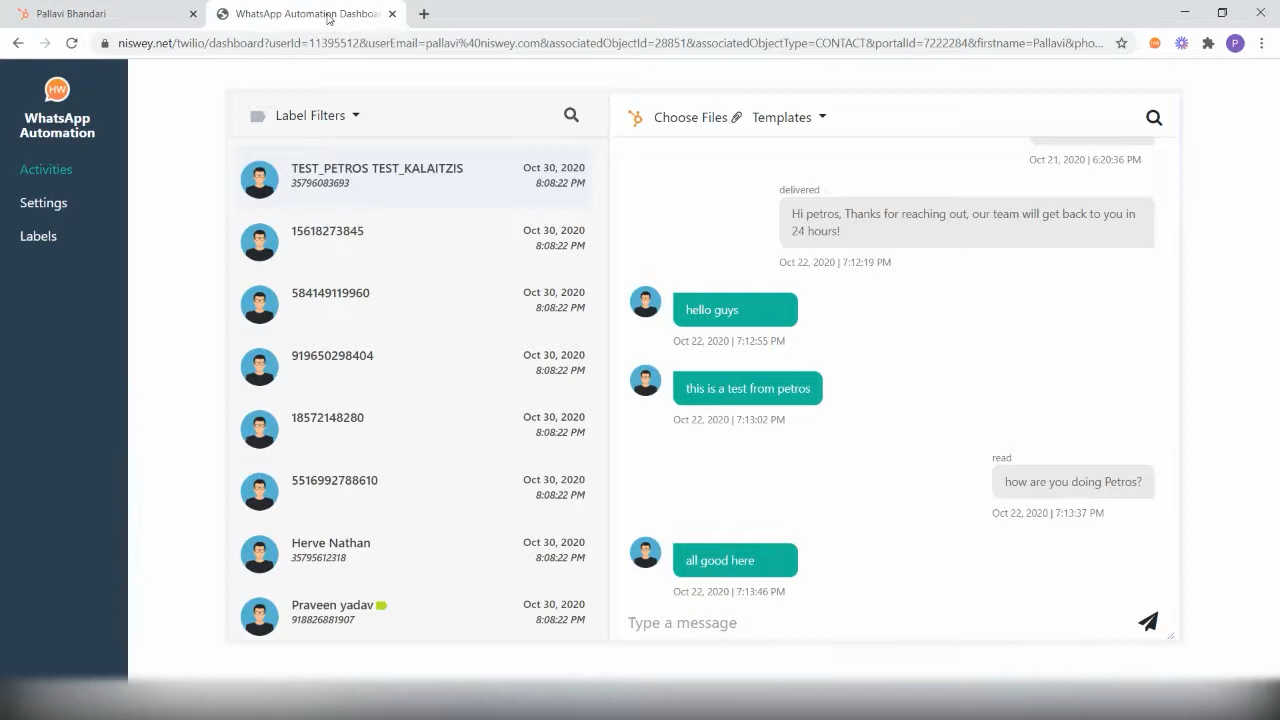 Pallavi Bhandari
WhatsApp Automation Dashboa
niswey.net/twilio/dashboard?userId=11395512&userEmail=pallavi%40niswey.com&associatedObjectId=28851&associatedObjectType=CONTACT&portalId=7222284&firstname=Pallavi&pho...
P
HW
WhatsApp
Automation
Activities
Settings
Labels
Label Filters
TEST_PETROS TEST_KALAITZIS
35796083693
Oct 30, 2020
8:08:22 PM
15618273845
Oct 30, 2020
8:08:22 PM
584149119960
Oct 30, 2020
8:08:22 PM
919650298404
Oct 30, 2020
8:08:22 PM
18572148280
Oct 30, 2020
8:08:22 PM
5516992788610
Oct 30, 2020
8:08:22 PM
Herve Nathan
35795612318
Oct 30, 2020
8:08:22 PM
Praveen yadav
918826881907
Oct 30, 2020
8:08:22 PM
Choose Files
Templates
Oct 21, 2020 | 6:20:36 PM
delivered
Hi petros, Thanks for reaching out, our team will get back to you in
24 hours!
Oct 22, 2020 | 7:12:19 PM
hello guys
Oct 22, 2020 | 7:12:55 PM
this is a test from petros
Oct 22, 2020 | 7:13:02 PM
read
how are you doing Petros?
Oct 22, 2020 | 7:13:37 PM
all good here
Oct 22, 2020 | 7:13:46 PM
Type a message